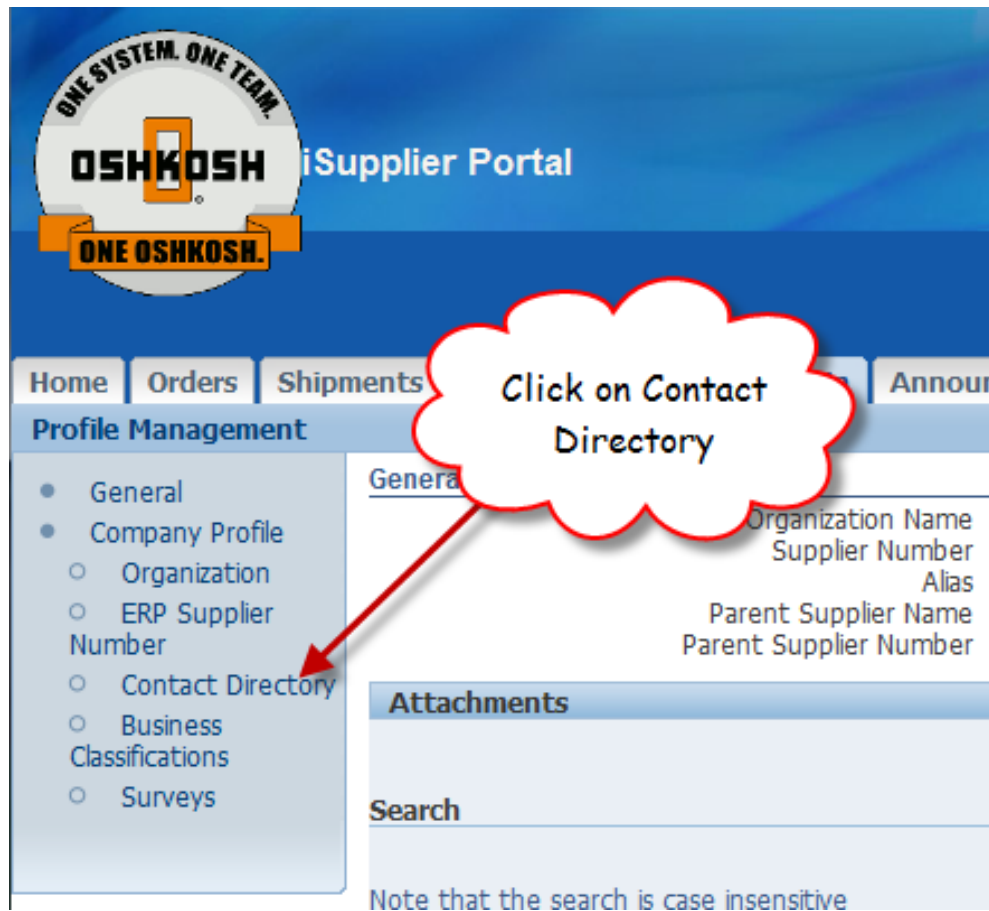 ONE SYSTEM. ONE TEAM.
OSHKOSH
ONE OSHKOSH.
iSupplier Portal
Home Orders Shipments
Click on Contact
Directory
Profile Management
General
Company Profile
Organization
ERP Supplier
Number
Contact Directory
Business
Classifications
Surveys
Organization Name
Supplier Number
Alias
Parent Supplier Name
Parent Supplier Number
Attachments
Search
Note that the search is case insensitive